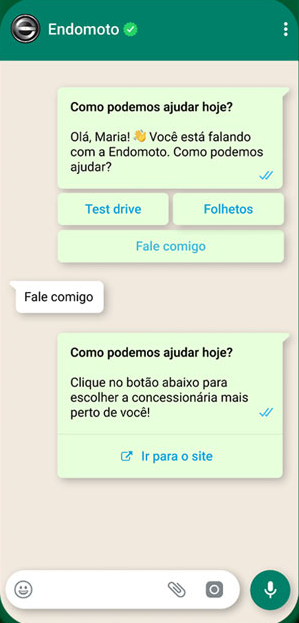 Endomoto
Como podemos ajudar hoje?
Olá, Maria! 👋 Você está falando
com a Endomoto. Como podemos
ajudar?
Test drive
Folhetos
Fale comigo
Fale comigo
Como podemos ajudar hoje?
Clique no botão abaixo para
escolher a concessionária mais
perto de você!
Ir para o site